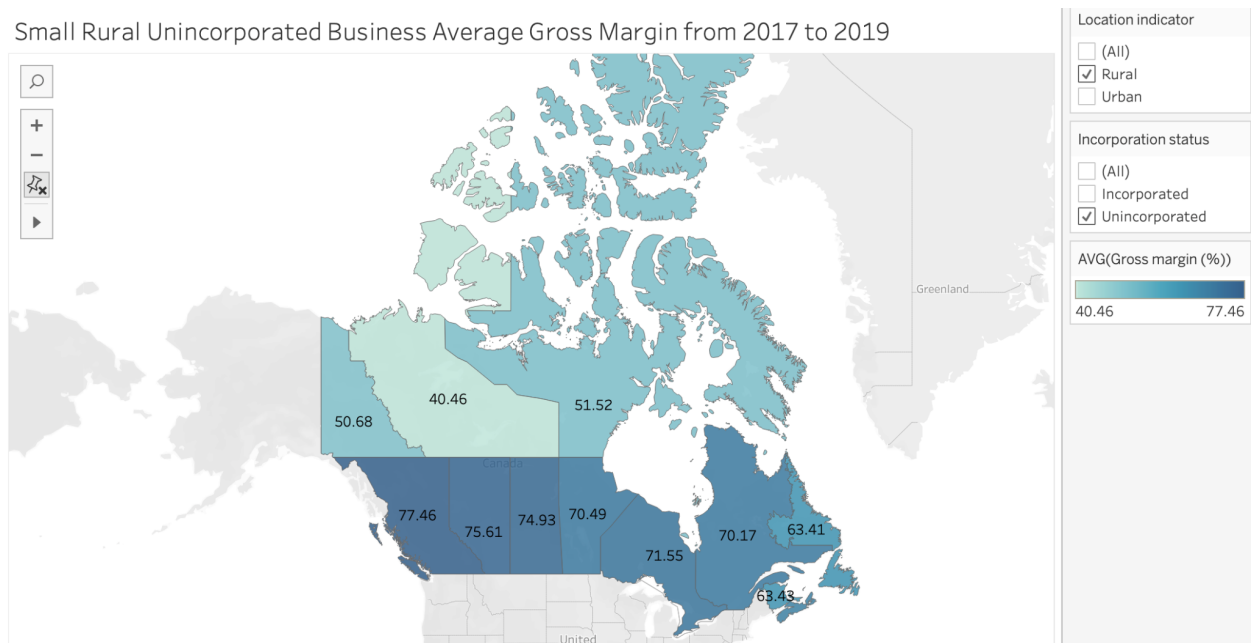 Small Rural Unincorporated Business Average Gross Margin from 2017 to 2019
Location indicator
(All)
Rural
Urban
Incorporation status
(All)
Incorporated
Unincorporated
AVG(Gross margin (%))
40.46 77.46
Greenland
40.46
51.52
50.68
Canada
77.46
75.61
74.93
70.49
71.55
70.17
63.41
63.43
United